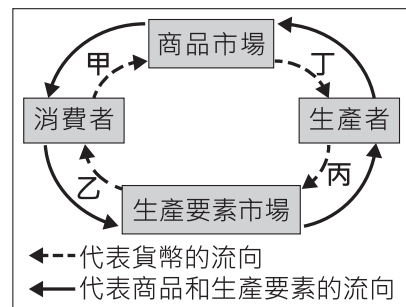 商品市場
甲
丁
消費者
生產者
乙
丙
生產要素市場
代表貨幣的流向
代表商品和生產要素的流向